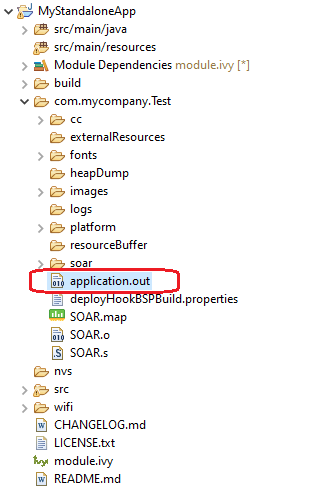 MyStandaloneApp
src/main/java
src/main/resources
Module Dependencies module.ivy [*]
build
com.mycompany.Test
cc
externalResources
fonts
heapDump
images
logs
platform
resourceBuffer
soar
application.out
deployHookBSPBuild.properties
SOAR.map
SOAR.o
SOAR.s
nvs
src
wifi
CHANGELOG.md
LICENSE.txt
module.ivy
README.md